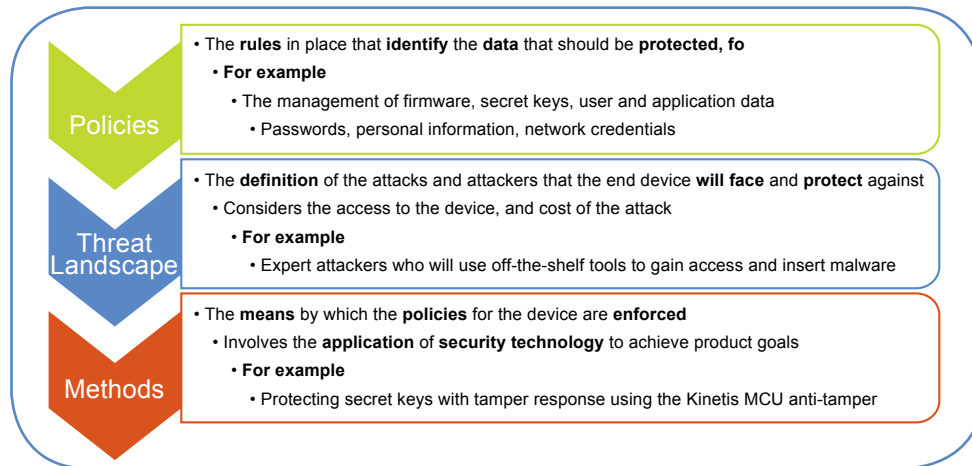 Policies
• The rules in place that identify the data that should be protected, fo
• For example
• The management of firmware, secret keys, user and application data
• Passwords, personal information, network credentials
Threat
Landscape
• The definition of the attacks and attackers that the end device will face and protect against
• Considers the access to the device, and cost of the attack
• For example
• Expert attackers who will use off-the-shelf tools to gain access and insert malware
Methods
• The means by which the policies for the device are enforced
• Involves the application of security technology to achieve product goals
• For example
• Protecting secret keys with tamper response using the Kinetis MCU anti-tamper